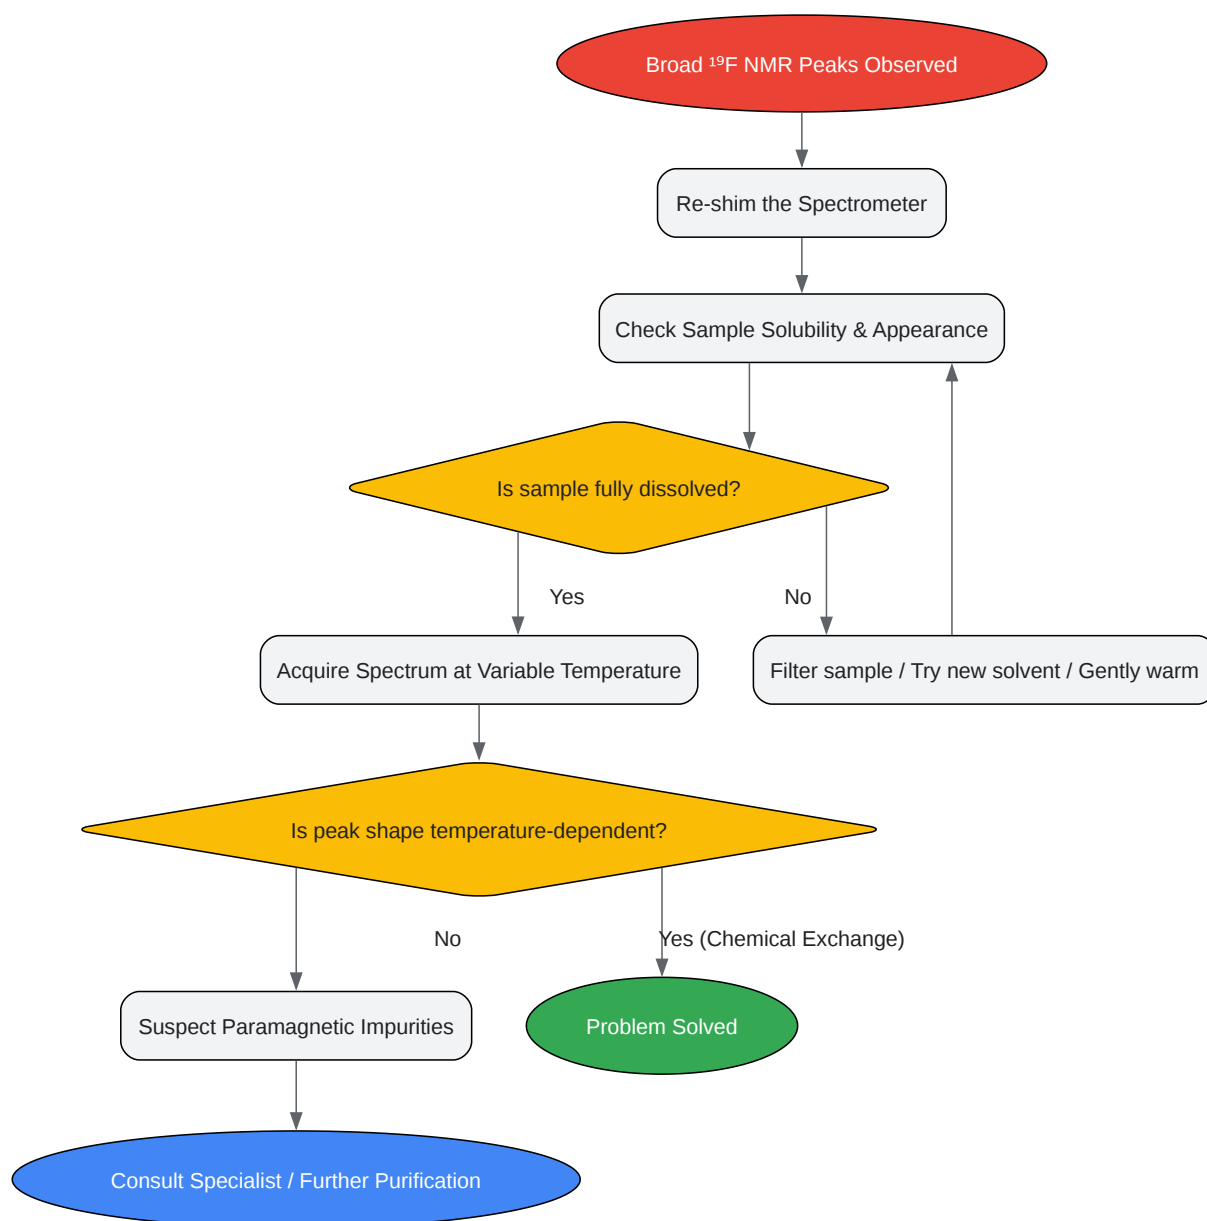 Broad ¹⁹F NMR Peaks Observed
Re-shim the Spectrometer
Check Sample Solubility & Appearance
Is sample fully dissolved?
Yes
No
Acquire Spectrum at Variable Temperature
Filter sample / Try new solvent / Gently warm
Is peak shape temperature-dependent?
No
Yes (Chemical Exchange)
Suspect Paramagnetic Impurities
Problem Solved
Consult Specialist / Further Purification